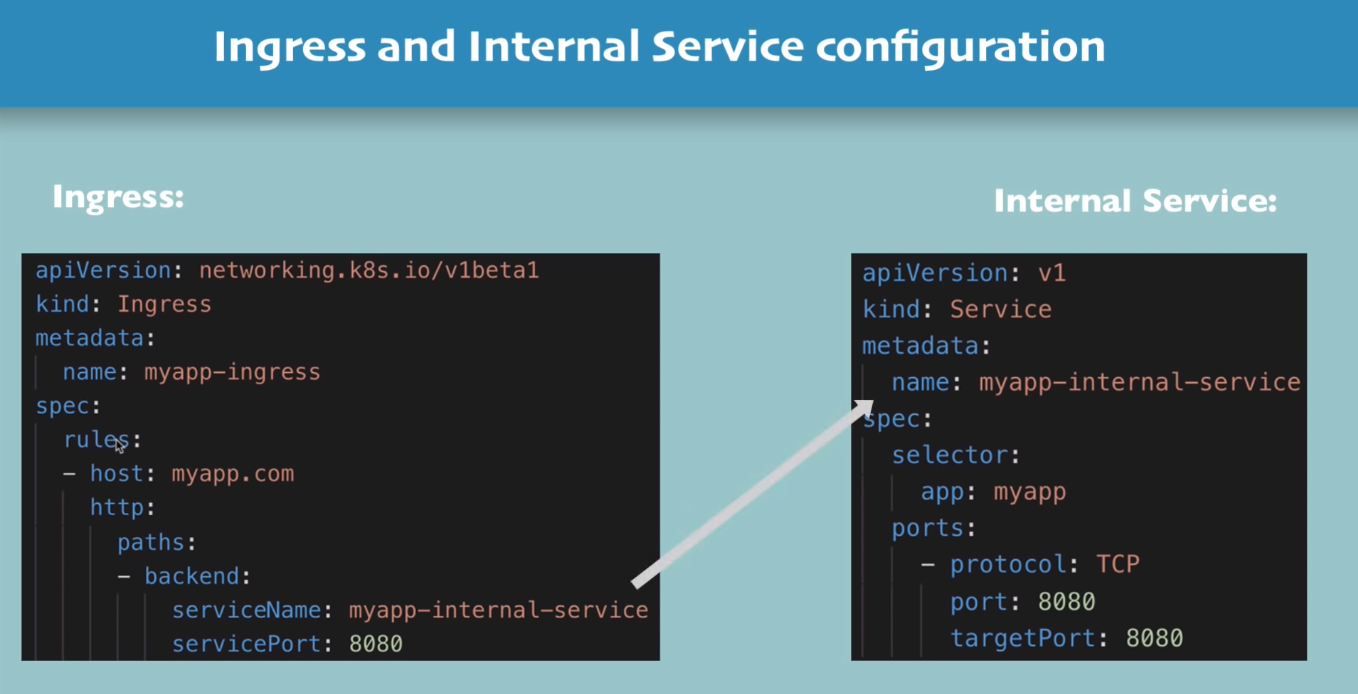 Ingress and Internal Service configuration
Ingress:
apiVersion: networking.k8s.io/v1beta1
kind: Ingress
metadata:
  name: myapp-ingress
spec:
  rules:
  - host: myapp.com
    http:
      paths:
      - backend:
          serviceName: myapp-internal-service
          servicePort: 8080
Internal Service:
apiVersion: v1
kind: Service
metadata:
  name: myapp-internal-service
spec:
  selector:
    app: myapp
  ports:
    - protocol: TCP
      port: 8080
      targetPort: 8080